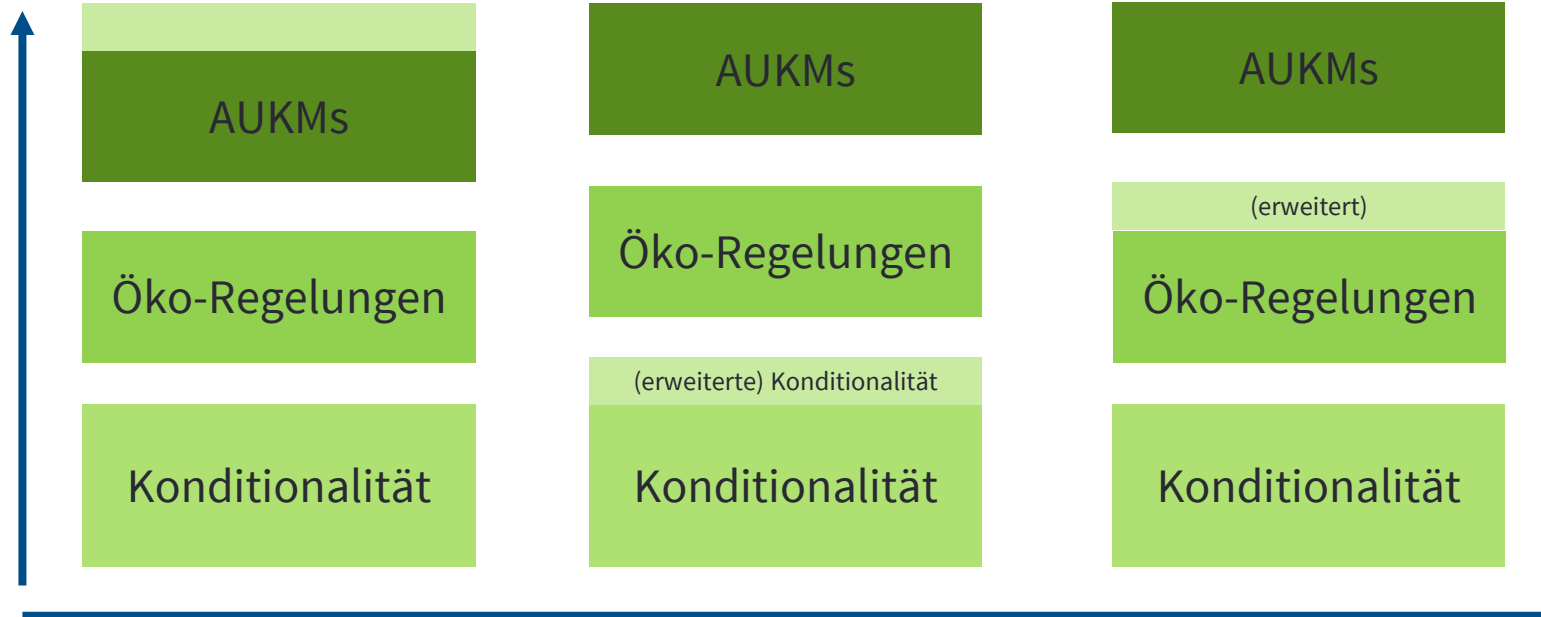 AUKMs
Öko-Regelungen
Konditionalität
AUKMs
Öko-Regelungen
(erweiterte) Konditionalität
Konditionalität
AUKMs
(erweitert)
Öko-Regelungen
Konditionalität